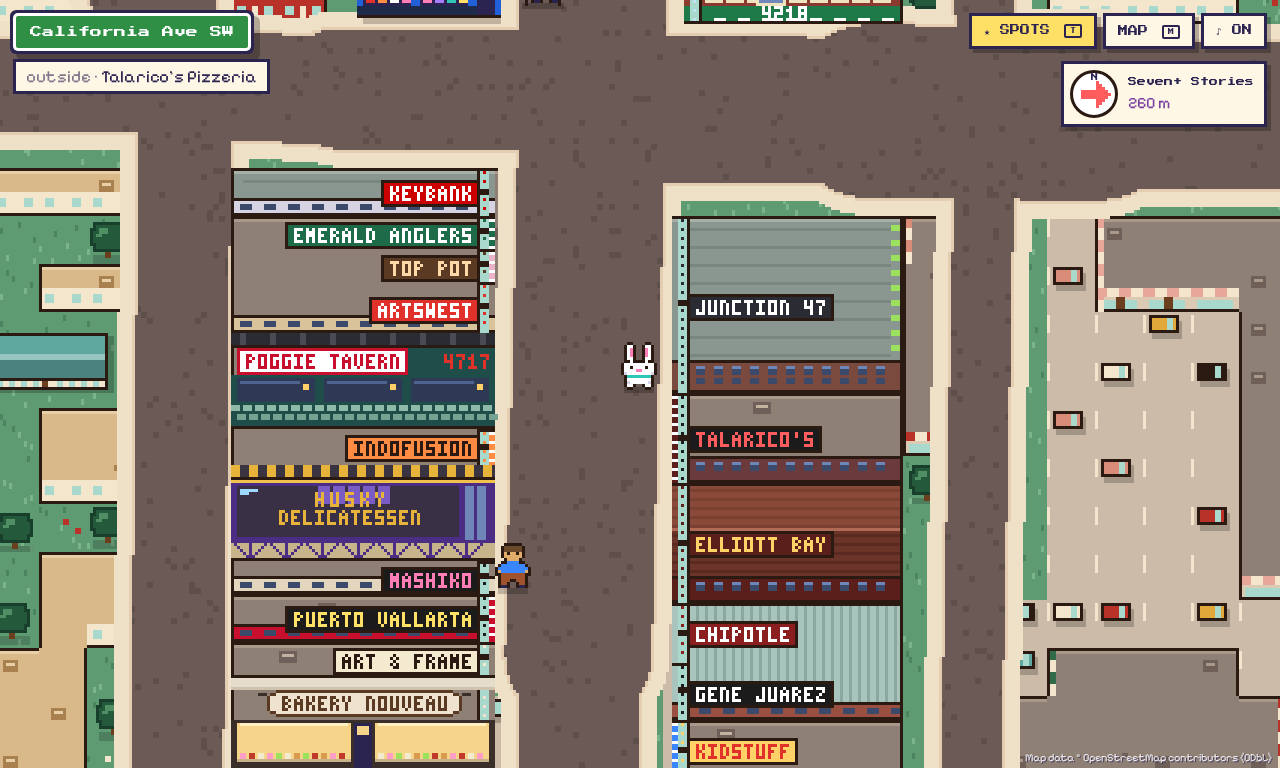 California Ave SW
outside · Talarico's Pizzeria
9218
★ SPOTS T
MAP M
♪ ON
N
Seven+ Stories
260 m
KEYBANK
EMERALD ANGLERS
TOP POT
ARTSWEST
POGGIE TAVERN 4717
INDOFUSION
HUSKY
DELICATESSEN
MASHIKO
PUERTO VALLARTA
ART & FRAME
BAKERY NOUVEAU
JUNCTION 47
TALARICO'S
ELLIOTT BAY
CHIPOTLE
GENE JUAREZ
KIDSTUFF
Map data © OpenStreetMap contributors (ODbL)